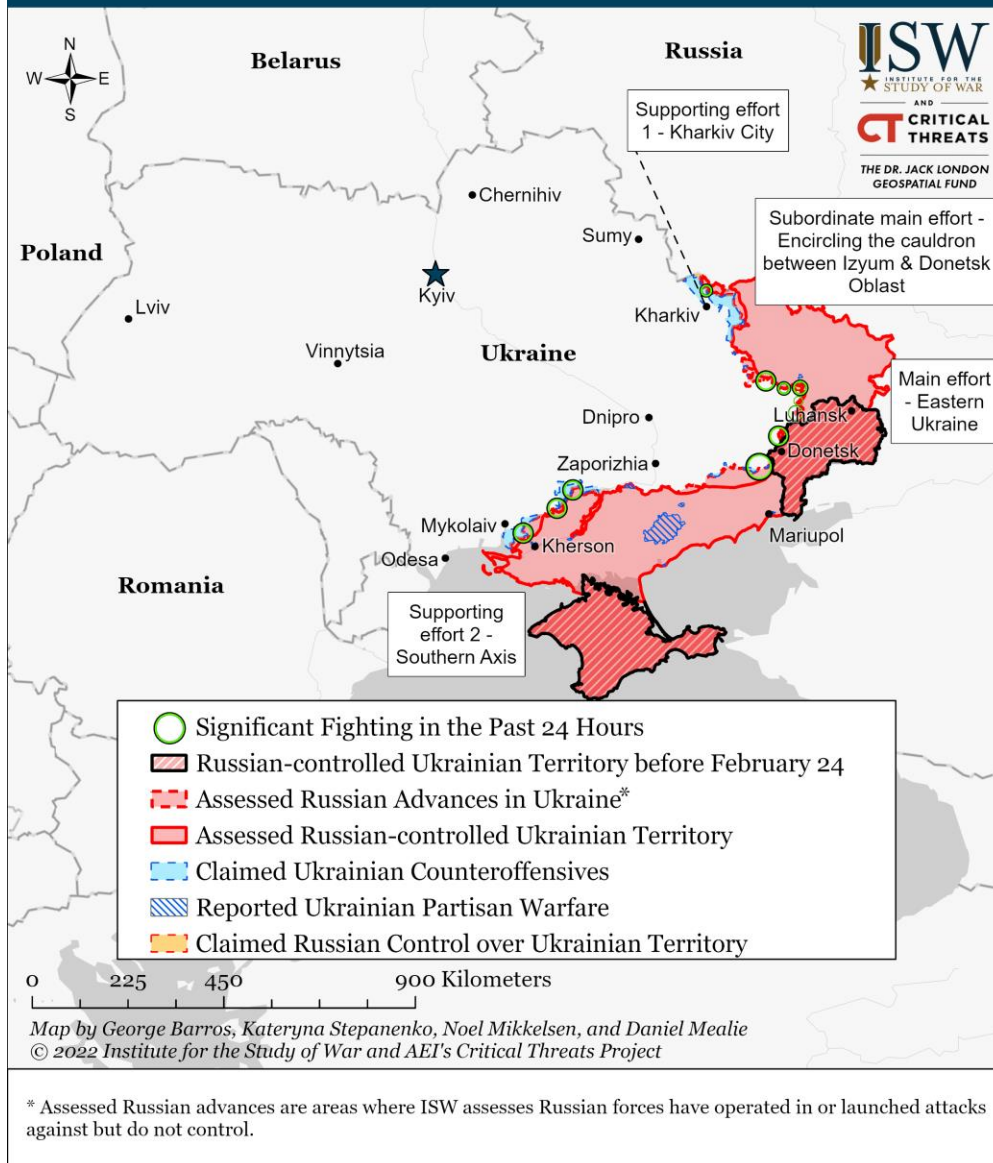 N
W E
S
Belarus
Russia
ISW
INSTITUTE FOR THE
STUDY OF WAR
AND
CT CRITICAL
THREATS
THE DR. JACK LONDON
GEOSPATIAL FUND
Supporting effort
1 - Kharkiv City
Chernihiv
Subordinate main effort -
Encircling the cauldron
between Izyum & Donetsk
Oblast
Sumy
Poland
Kyiv
Lviv
Kharkiv
Vinnytsia
Ukraine
Main effort
- Eastern
Ukraine
Dnipro
Luhansk
Donetsk
Zaporizhia
Mykolaiv
Mariupol
Kherson
Odesa
Romania
Supporting
effort 2 -
Southern Axis
Significant Fighting in the Past 24 Hours
Russian-controlled Ukrainian Territory before February 24
Assessed Russian Advances in Ukraine*
Assessed Russian-controlled Ukrainian Territory
Claimed Ukrainian Counteroffensives
Reported Ukrainian Partisan Warfare
Claimed Russian Control over Ukrainian Territory
0 225 450 900 Kilometers
Map by George Barros, Kateryna Stepanenko, Noel Mikkelsen, and Daniel Mealie
© 2022 Institute for the Study of War and AEI's Critical Threats Project
* Assessed Russian advances are areas where ISW assesses Russian forces have operated in or launched attacks
against but do not control.